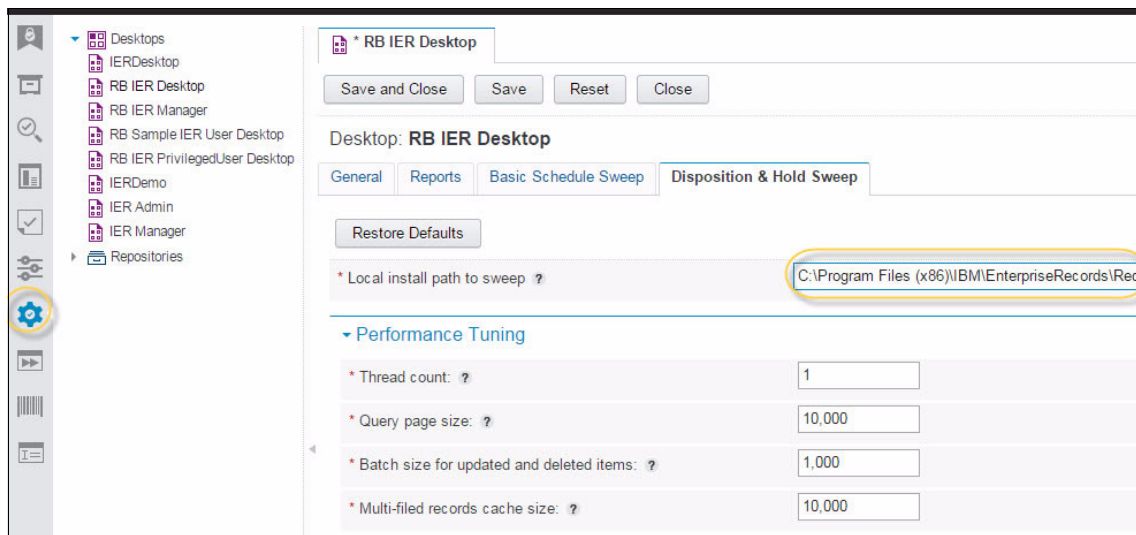 Desktops
IERDesktop
RB IER Desktop
RB IER Manager
RB Sample IER User Desktop
RB IER PrivilegedUser Desktop
IERDemo
IER Admin
IER Manager
Repositories
* RB IER Desktop
Save and Close Save Reset Close
Desktop: RB IER Desktop
General Reports Basic Schedule Sweep Disposition & Hold Sweep
Restore Defaults
* Local install path to sweep ? C:\Program Files (x86)\IBM\EnterpriseRecords\Rec
Performance Tuning
* Thread count: ? 1
* Query page size: ? 10,000
* Batch size for updated and deleted items: ? 1,000
* Multi-filed records cache size: ? 10,000